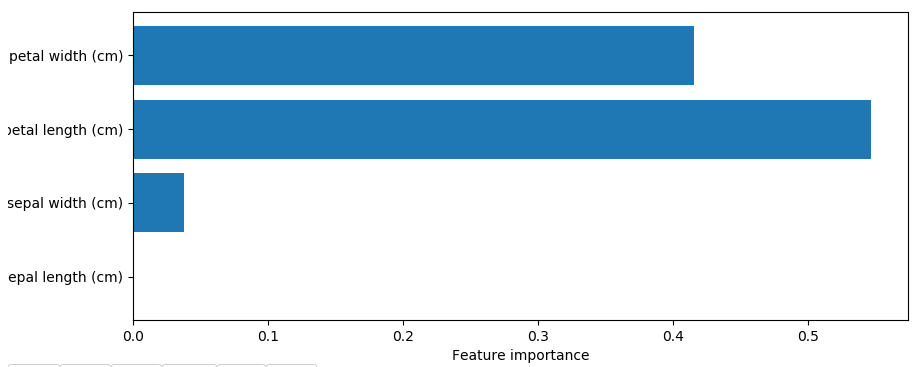 petal width (cm)
petal length (cm)
sepal width (cm)
epal length (cm)
0.0 0.1 0.2 0.3 0.4 0.5
Feature importance